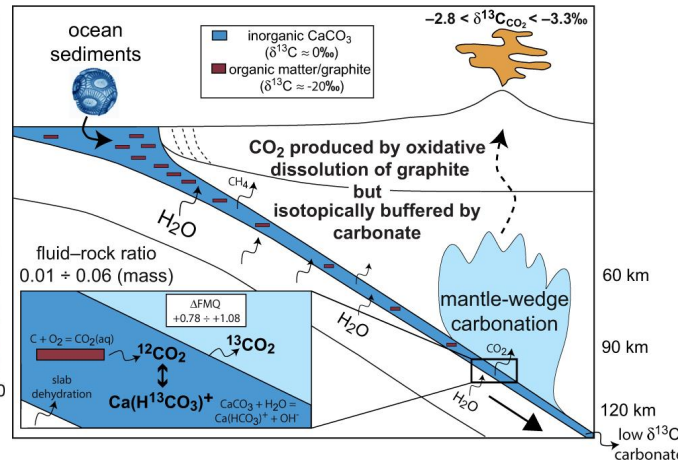 ocean
sediments
inorganic CaCO₃
(δ¹³C ≈ 0‰)
organic matter/graphite
(δ¹³C ≈ -20‰)
−2.8 < δ¹³C_CO₂ < −3.3‰
CO₂ produced by oxidative
dissolution of graphite
but
isotopically buffered by
carbonate
CH₄
H₂O
fluid–rock ratio
0.01 ÷ 0.06 (mass)
H₂O
mantle-wedge
carbonation
60 km
90 km
120 km
CO₂
H₂O
low δ¹³C
carbonate
ΔFMQ
+0.78 ÷ +1.08
C + O₂ = CO₂(aq)
¹²CO₂
¹³CO₂
slab
dehydration
Ca(H¹³CO₃)⁺
CaCO₃ + H₂O =
Ca(HCO₃)⁺ + OH⁻